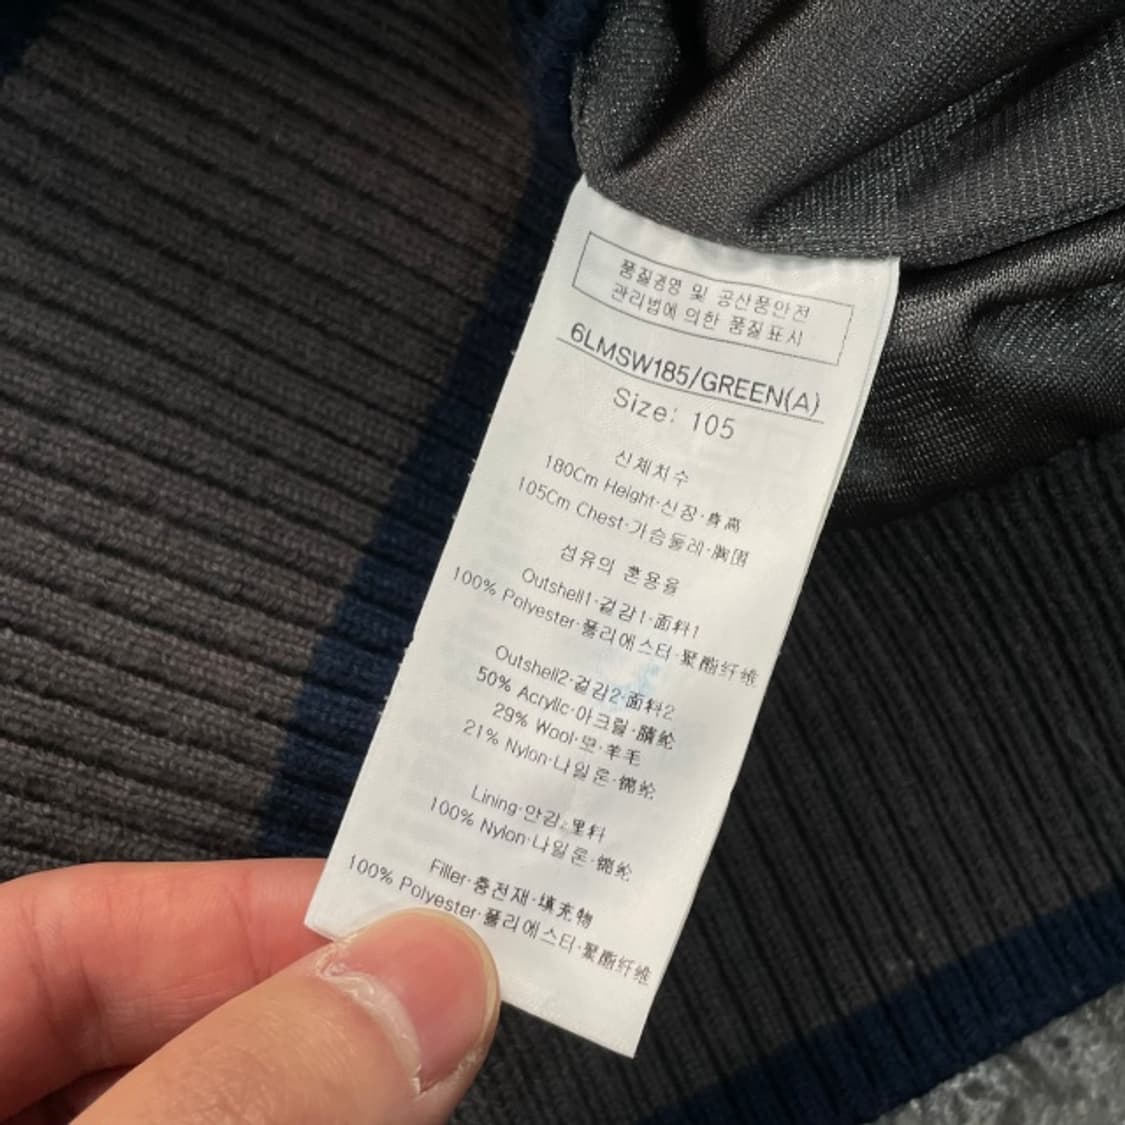 품질경영 및 공산품안전
관리법에 의한 품질표시
6LMSW185/GREEN(A)
Size: 105
신체치수
180Cm Height·신장·身高
105Cm Chest·가슴둘레·胸围
섬유의 혼용율
Outshell1·겉감1·面料1
100% Polyester·폴리에스터·聚酯纤维
Outshell2·겉감2·面料2
50% Acrylic·아크릴·腈纶
29% Wool·모·羊毛
21% Nylon·나일론·锦纶
Lining·안감·里料
100% Nylon·나일론·锦纶
Filler·충전재·填充物
100% Polyester·폴리에스터·聚酯纤维